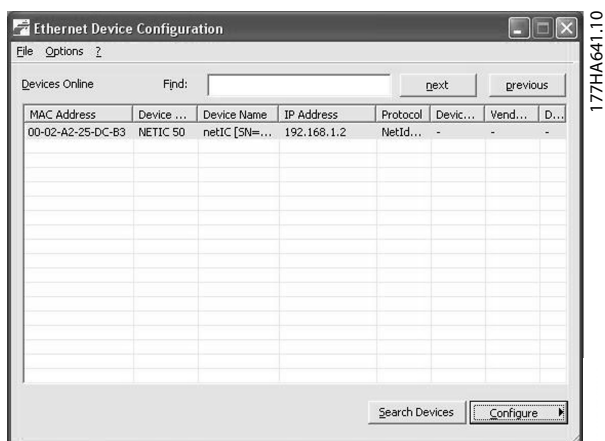 Ethernet Device Configuration
File Options ?
Devices Online Find: next previous
MAC Address Device ... Device Name IP Address Protocol Devic... Vend... D...
00-02-A2-25-DC-B3 NETIC 50 netIC [SN=... 192.168.1.2 NetId... - - -
Search Devices Configure
177HA641.10